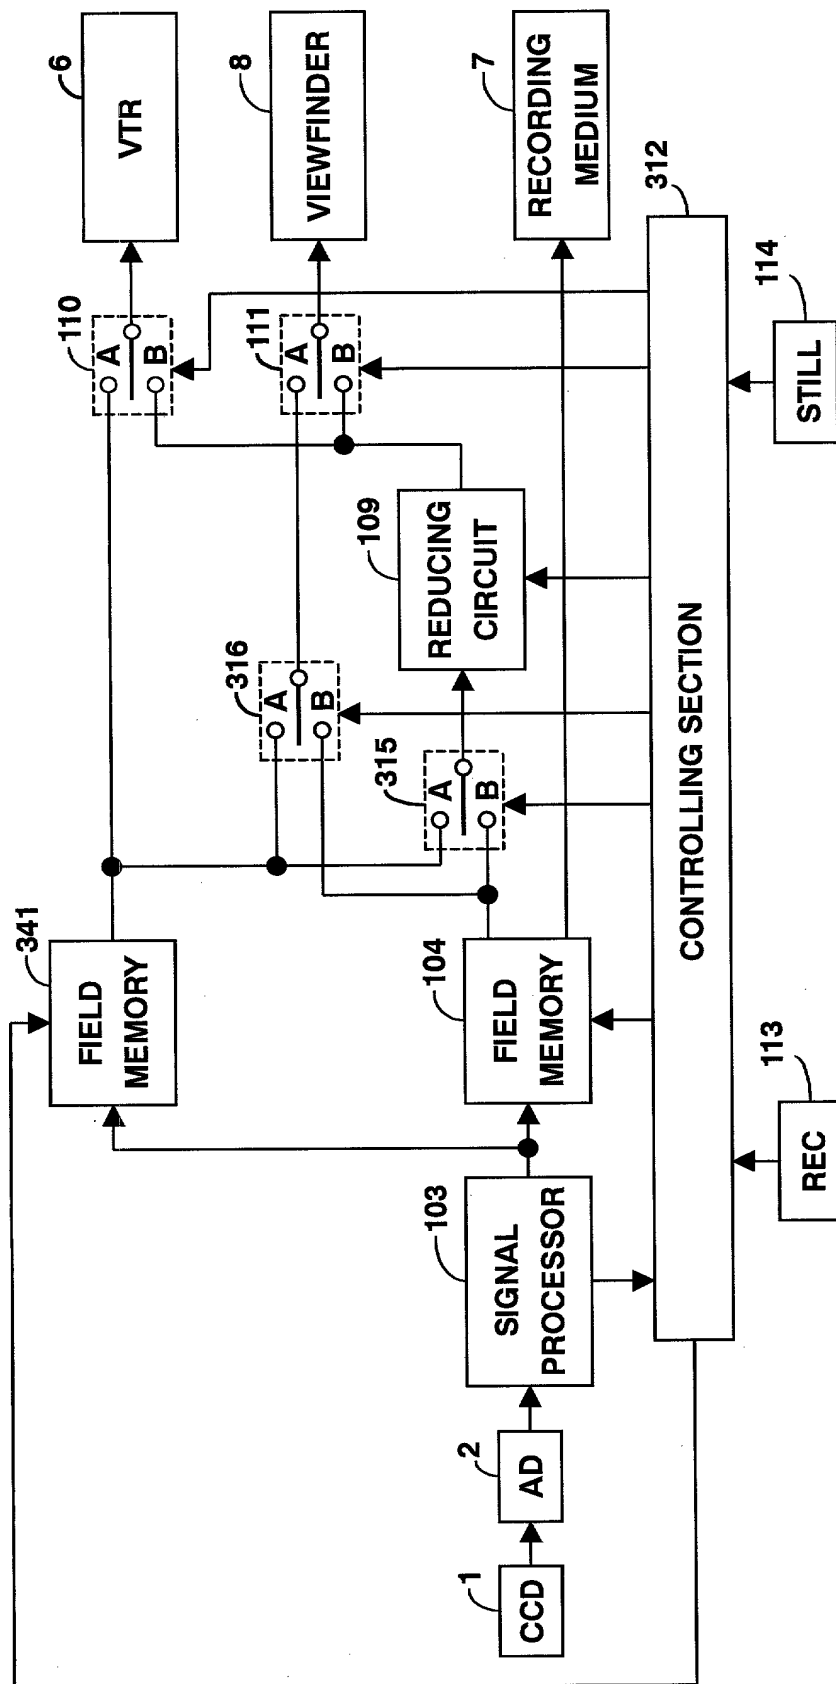 6
VTR
8
VIEWFINDER
7
RECORDING
MEDIUM
110
A
B
111
A
B
312
114
STILL
109
REDUCING
CIRCUIT
316
A
B
315
A
B
CONTROLLING SECTION
341
FIELD
MEMORY
104
FIELD
MEMORY
113
REC
103
SIGNAL
PROCESSOR
2
AD
1
CCD